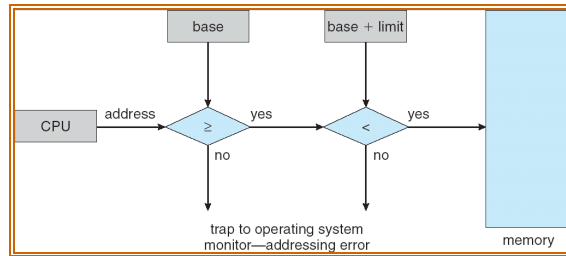 base
base + limit
CPU
address
≥
yes
<
yes
no
no
trap to operating system
monitor—addressing error
memory